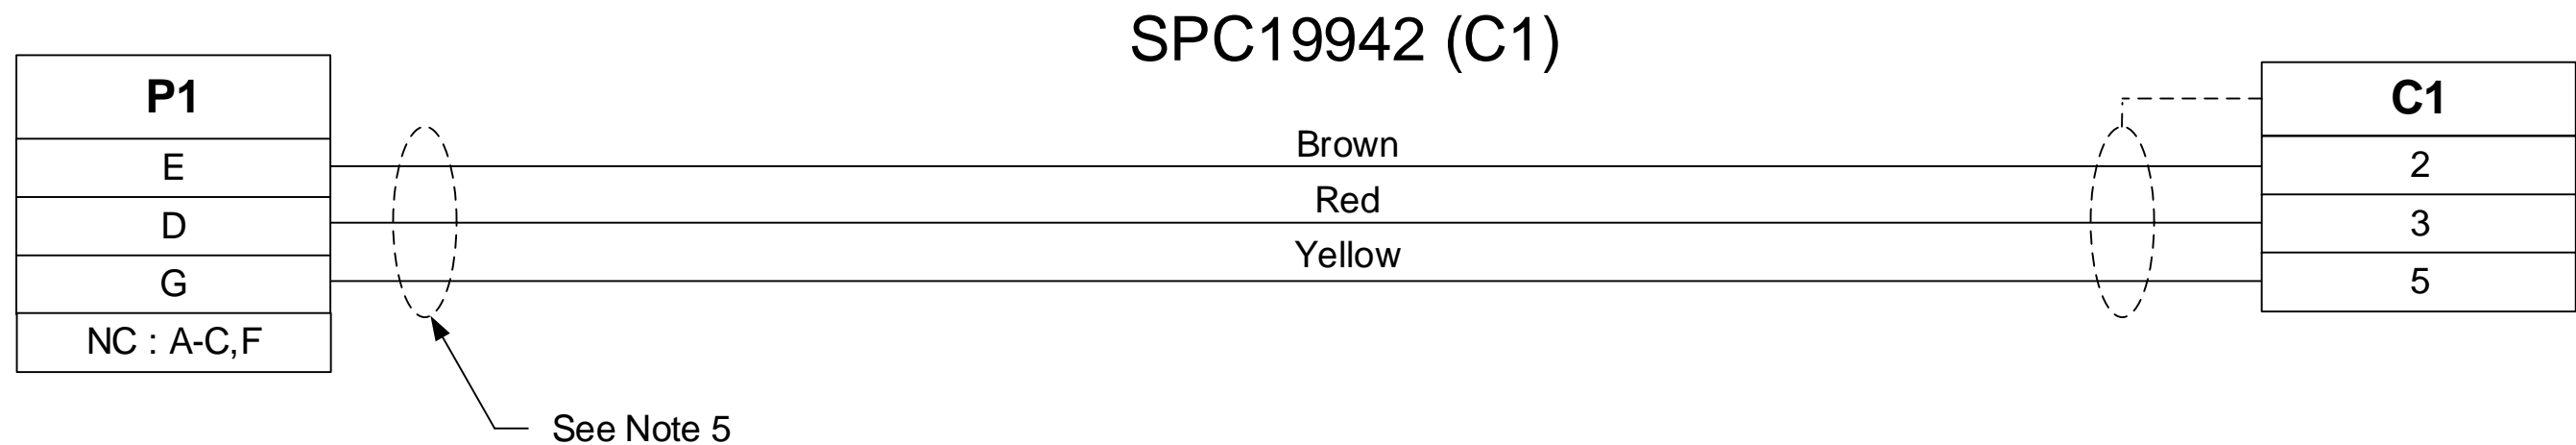 SPC19942 (C1)
P1
C1
Brown
E
2
Red
D
3
Yellow
G
5
NC : A-C,F
See Note 5